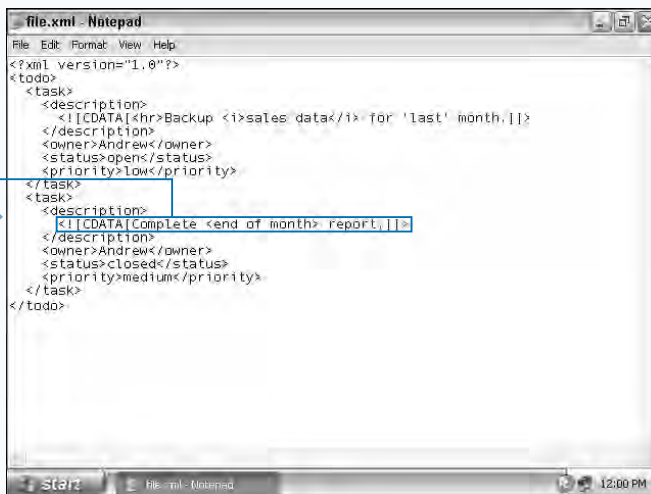 file.xml - Notepad
File Edit Format View Help
<?xml version="1.0"?>
<todo>
<task>
<description>
<![CDATA[<hr>Backup <i>sales data</i> for 'last' month.]]>
</description>
<owner>Andrew</owner>
<status>open</status>
<priority>low</priority>
</task>
<task>
<description>
<![CDATA[Complete <end of month> report.]]>
</description>
<owner>Andrew</owner>
<status>closed</status>
<priority>medium</priority>
</task>
</todo>
start file.xml - Notepad 12:00 PM